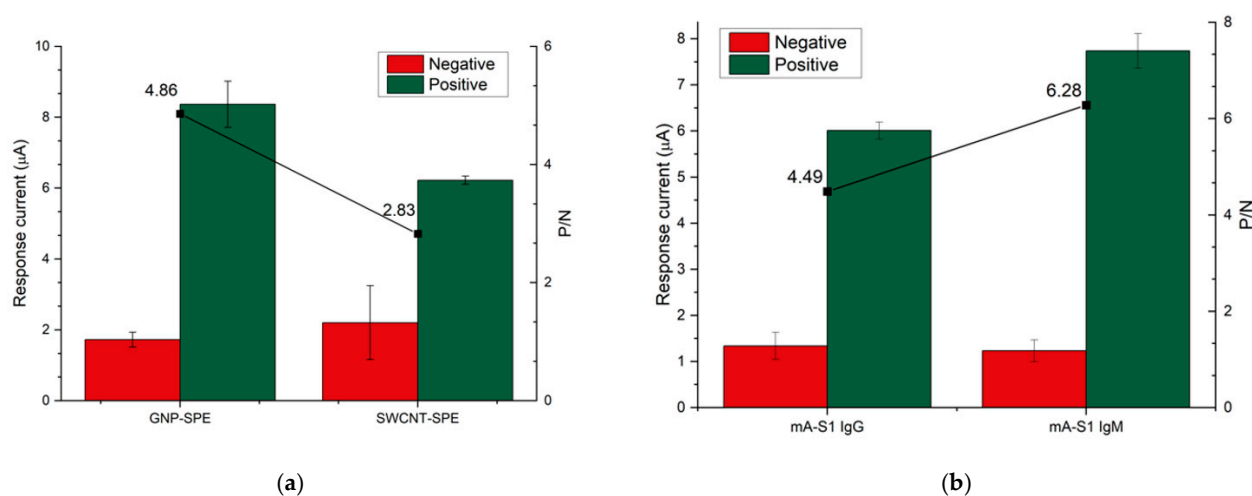 10
8
6
4
2
0
Response current (µA)
Negative
Positive
4.86
2.83
6
4
2
0
P/N
GNP-SPE
SWCNT-SPE
(a)
8
7
6
5
4
3
2
1
0
Response current (µA)
Negative
Positive
4.49
6.28
8
6
4
2
0
P/N
mA-S1 IgG
mA-S1 IgM
(b)